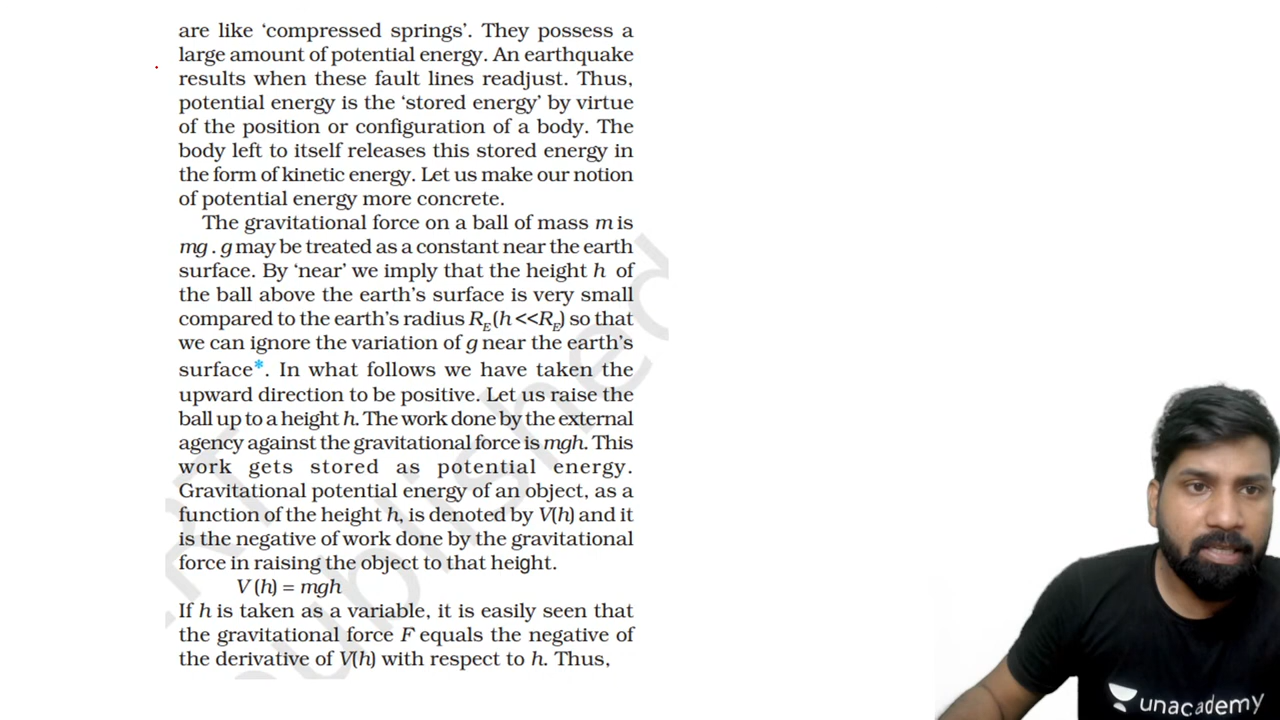 are like ‘compressed springs’. They possess a
large amount of potential energy. An earthquake
results when these fault lines readjust. Thus,
potential energy is the ‘stored energy’ by virtue
of the position or configuration of a body. The
body left to itself releases this stored energy in
the form of kinetic energy. Let us make our notion
of potential energy more concrete.
The gravitational force on a ball of mass m is
mg . g may be treated as a constant near the earth
surface. By ‘near’ we imply that the height h of
the ball above the earth’s surface is very small
compared to the earth’s radius R_E (h <<R_E) so that
we can ignore the variation of g near the earth’s
surface*. In what follows we have taken the
upward direction to be positive. Let us raise the
ball up to a height h. The work done by the external
agency against the gravitational force is mgh. This
work gets stored as potential energy.
Gravitational potential energy of an object, as a
function of the height h, is denoted by V(h) and it
is the negative of work done by the gravitational
force in raising the object to that height.
V (h) = mgh
If h is taken as a variable, it is easily seen that
the gravitational force F equals the negative of
the derivative of V(h) with respect to h. Thus,
unacademy